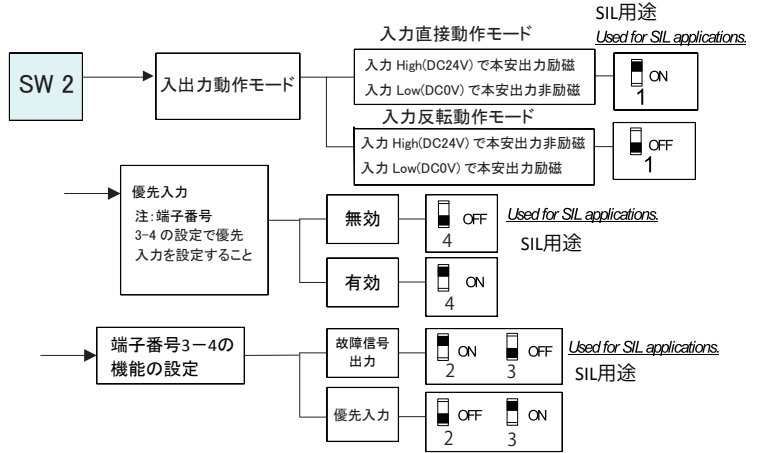 SIL用途
入力直接動作モード
Used for SIL applications.
SW 2
入出力動作モード
入力 High(DC24V) で本安出力励磁
入力 Low(DC0V) で本安出力非励磁
ON
1
入力反転動作モード
入力 High(DC24V) で本安出力非励磁
入力 Low(DC0V) で本安出力励磁
OFF
1
優先入力
注：端子番号
3-4 の設定で優先
入力を設定すること
無効
OFF
4
Used for SIL applications.
SIL用途
有効
ON
4
端子番号3－4の
機能の設定
故障信号
出力
ON OFF
2 3
Used for SIL applications.
SIL用途
優先入力
OFF ON
2 3